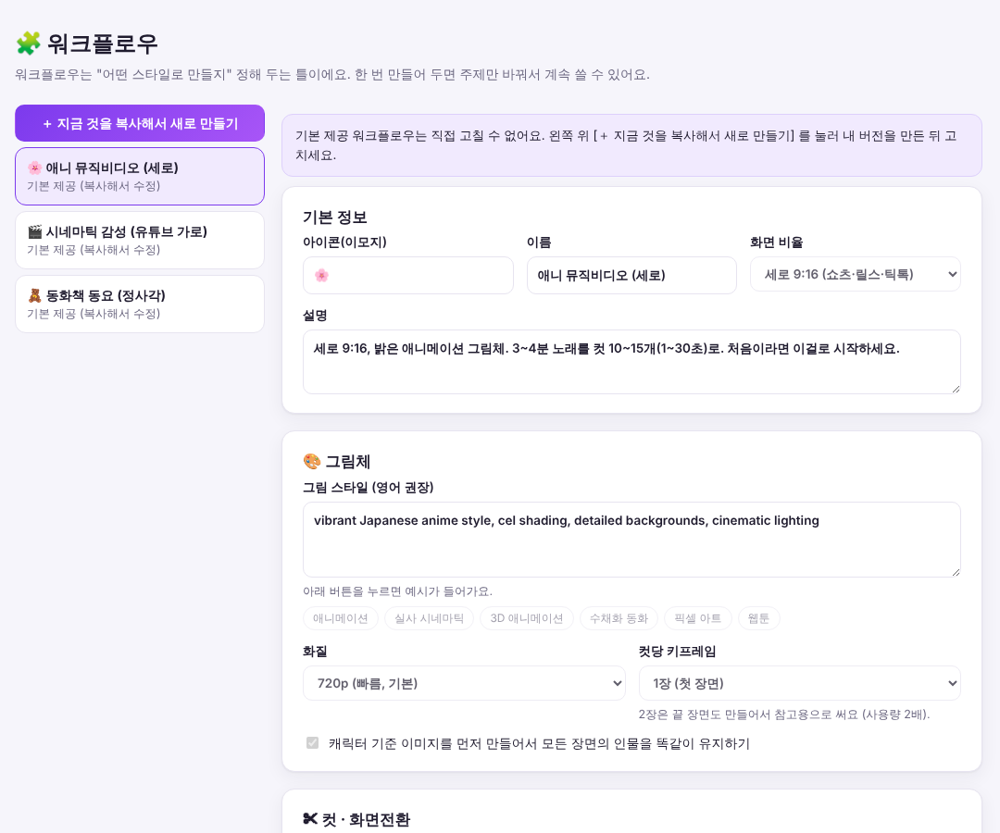 🧩 워크플로우
워크플로우는 "어떤 스타일로 만들지" 정해 두는 틀이에요. 한 번 만들어 두면 주제만 바꿔서 계속 쓸 수 있어요.
＋ 지금 것을 복사해서 새로 만들기
🌸 애니 뮤직비디오 (세로)
기본 제공 (복사해서 수정)
🎬 시네마틱 감성 (유튜브 가로)
기본 제공 (복사해서 수정)
🧸 동화책 동요 (정사각)
기본 제공 (복사해서 수정)
기본 제공 워크플로우는 직접 고칠 수 없어요. 왼쪽 위 [＋ 지금 것을 복사해서 새로 만들기] 를 눌러 내 버전을 만든 뒤 고
치세요.
기본 정보
아이콘(이모지) 이름 화면 비율
🌸 애니 뮤직비디오 (세로) 세로 9:16 (쇼츠·릴스·틱톡)
설명
세로 9:16, 밝은 애니메이션 그림체. 3~4분 노래를 컷 10~15개(1~30초)로. 처음이라면 이걸로 시작하세요.
🎨 그림체
그림 스타일 (영어 권장)
vibrant Japanese anime style, cel shading, detailed backgrounds, cinematic lighting
아래 버튼을 누르면 예시가 들어가요.
애니메이션 실사 시네마틱 3D 애니메이션 수채화 동화 픽셀 아트 웹툰
화질 컷당 키프레임
720p (빠름, 기본) 1장 (첫 장면)
2장은 끝 장면도 만들어서 참고용으로 써요 (사용량 2배).
캐릭터 기준 이미지를 먼저 만들어서 모든 장면의 인물을 똑같이 유지하기
✂ 컷 · 화면전환